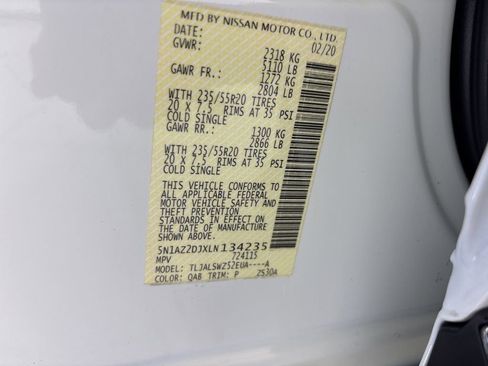 MFD BY NISSAN MOTOR CO., LTD.
DATE: 02/20
GVWR: 2318 KG
5110 LB
GAWR FR.: 1272 KG
2804 LB
WITH 235/55R20 TIRES
20 X 7.5 RIMS AT 35 PSI
COLD SINGLE
GAWR RR.: 1300 KG
2866 LB
WITH 235/55R20 TIRES
20 X 7.5 RIMS AT 35 PSI
COLD SINGLE
THIS VEHICLE CONFORMS TO
ALL APPLICABLE FEDERAL
MOTOR VEHICLE SAFETY AND
THEFT PREVENTION
STANDARDS IN EFFECT ON
THE DATE OF MANUFACTURE
5N1AZ2DJXLN134235
MPV 724115
MODEL: TLJALSWZ52EUA----A
COLOR: QAB TRIM: P 2530A